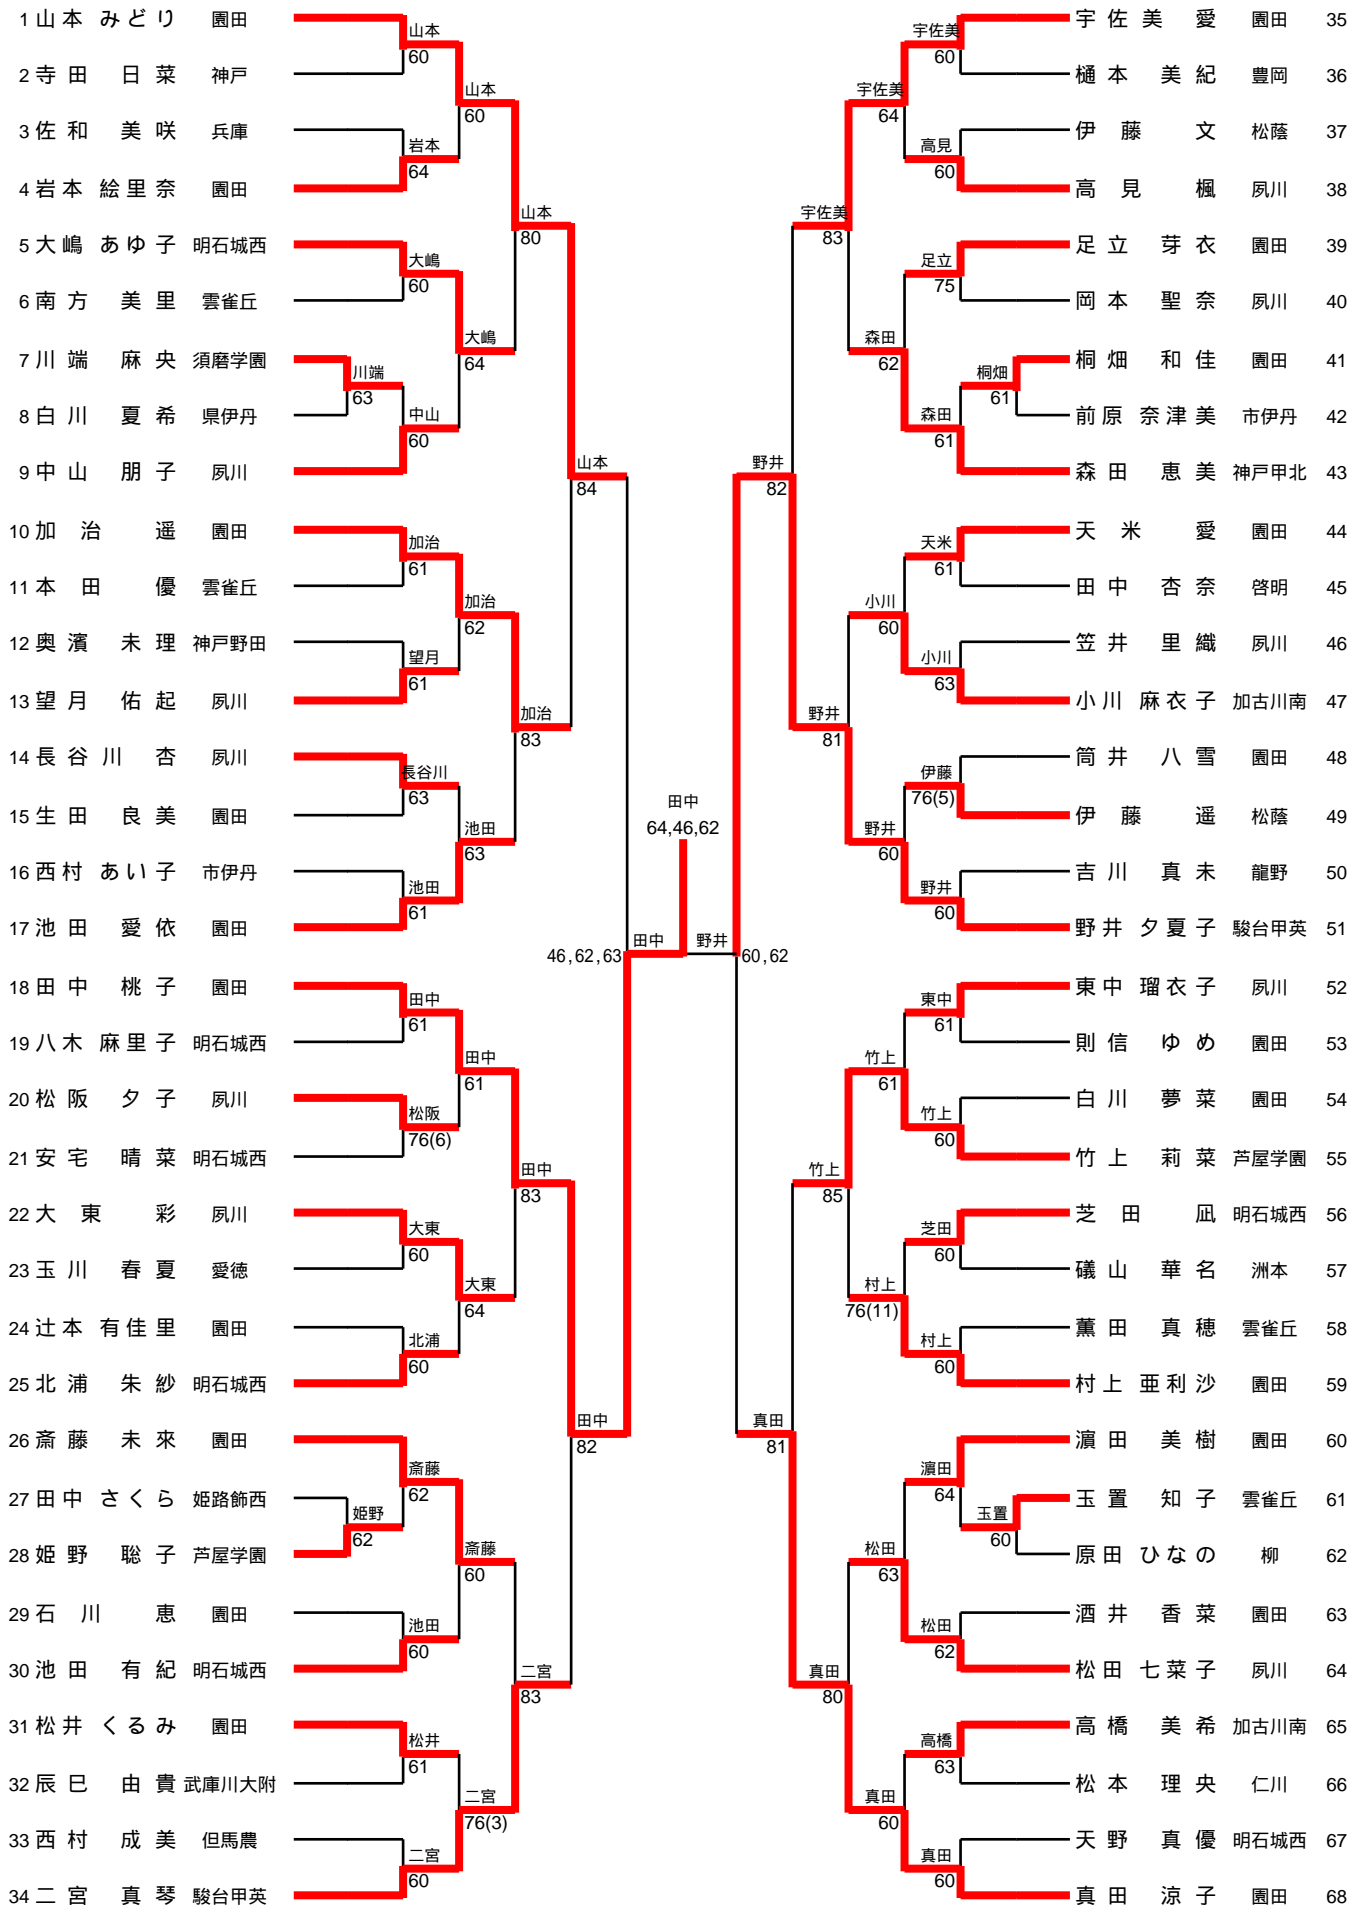 1 山本 みどり 園田
2 寺田 日菜 神戸
3 佐和 美咲 兵庫
4 岩本 絵里奈 園田
5 大嶋 あゆ子 明石城西
6 南方 美里 雲雀丘
7 川端 麻央 須磨学園
8 白川 夏希 県伊丹
9 中山 朋子 夙川
10 加治 遥 園田
11 本田 優 雲雀丘
12 奥濱 未理 神戸野田
13 望月 佑起 夙川
14 長谷川 杏 夙川
15 生田 良美 園田
16 西村 あい子 市伊丹
17 池田 愛依 園田
18 田中 桃子 園田
19 八木 麻里子 明石城西
20 松阪 夕子 夙川
21 安宅 晴菜 明石城西
22 大東 彩 夙川
23 玉川 春夏 愛徳
24 辻本 有佳里 園田
25 北浦 朱紗 明石城西
26 斎藤 未來 園田
27 田中 さくら 姫路飾西
28 姫野 聡子 芦屋学園
29 石川 恵 園田
30 池田 有紀 明石城西
31 松井 くるみ 園田
32 辰巳 由貴 武庫川大附
33 西村 成美 但馬農
34 二宮 真琴 駿台甲英
川端
63
姫野
62
山本
60
岩本
64
大嶋
60
中山
60
加治
61
望月
61
長谷川
63
池田
61
田中
61
松阪
76(6)
大東
60
北浦
60
斎藤
62
池田
60
松井
61
二宮
60
山本
60
大嶋
64
加治
62
池田
63
田中
61
大東
64
斎藤
60
二宮
76(3)
山本
80
加治
83
田中
83
二宮
83
山本
84
田中
82
田中
46,62,63
田中
64,46,62
野井
60,62
野井
82
真田
81
宇佐美
83
野井
81
竹上
85
真田
80
宇佐美
64
森田
62
小川
60
野井
60
竹上
61
村上
76(11)
松田
63
真田
60
宇佐美
60
高見
60
足立
75
森田
61
天米
61
小川
63
伊藤
76(5)
野井
60
東中
61
竹上
60
芝田
60
村上
60
濵田
64
松田
62
高橋
63
真田
60
桐畑
61
玉置
60
宇佐美 愛 園田 35
樋本 美紀 豊岡 36
伊藤 文 松蔭 37
高見 楓 夙川 38
足立 芽衣 園田 39
岡本 聖奈 夙川 40
桐畑 和佳 園田 41
前原 奈津美 市伊丹 42
森田 恵美 神戸甲北 43
天米 愛 園田 44
田中 杏奈 啓明 45
笠井 里織 夙川 46
小川 麻衣子 加古川南 47
筒井 八雪 園田 48
伊藤 遥 松蔭 49
吉川 真未 龍野 50
野井 夕夏子 駿台甲英 51
東中 瑠衣子 夙川 52
則信 ゆめ 園田 53
白川 夢菜 園田 54
竹上 莉菜 芦屋学園 55
芝田 凪 明石城西 56
礒山 華名 洲本 57
薫田 真穂 雲雀丘 58
村上 亜利沙 園田 59
濵田 美樹 園田 60
玉置 知子 雲雀丘 61
原田 ひなの 柳 62
酒井 香菜 園田 63
松田 七菜子 夙川 64
高橋 美希 加古川南 65
松本 理央 仁川 66
天野 真優 明石城西 67
真田 涼子 園田 68